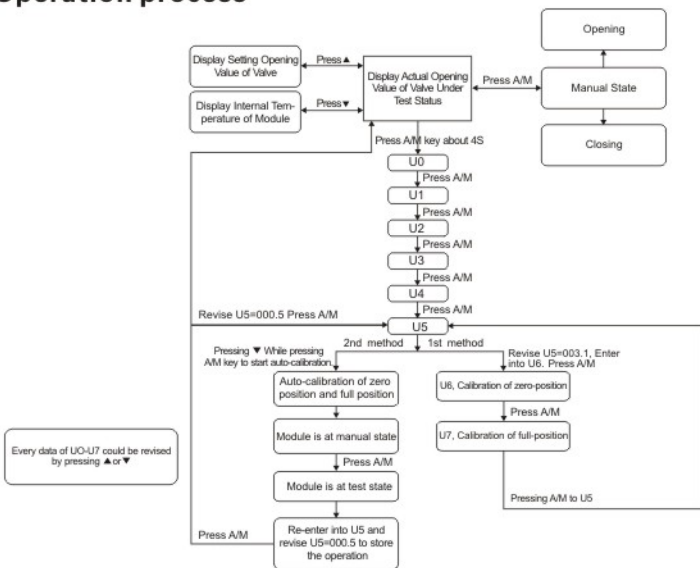 Operation process
Opening
Display Setting Opening
Value of Valve
Press▲
Display Actual Opening
Value of Valve Under
Test Status
Press A/M
Manual State
Display Internal Tem-
perature of Module
Press▼
Closing
Press A/M key about 4S
U0
Press A/M
U1
Press A/M
U2
Press A/M
U3
Press A/M
U4
Press A/M
Revise U5=000.5 Press A/M
U5
2nd method
1st method
Pressing ▼ While pressing
A/M key to start auto-calibration.
Revise U5=003.1, Enter
into U6. Press A/M
Auto-calibration of zero
position and full position
U6, Calibration of zero-position
Press A/M
Module is at manual state
U7, Calibration of full-position
Every data of UO-U7 could be revised
by pressing ▲or▼
Press A/M
Module is at test state
Pressing A/M to U5
Press A/M
Re-enter into U5 and
revise U5=000.5 to store
the operation